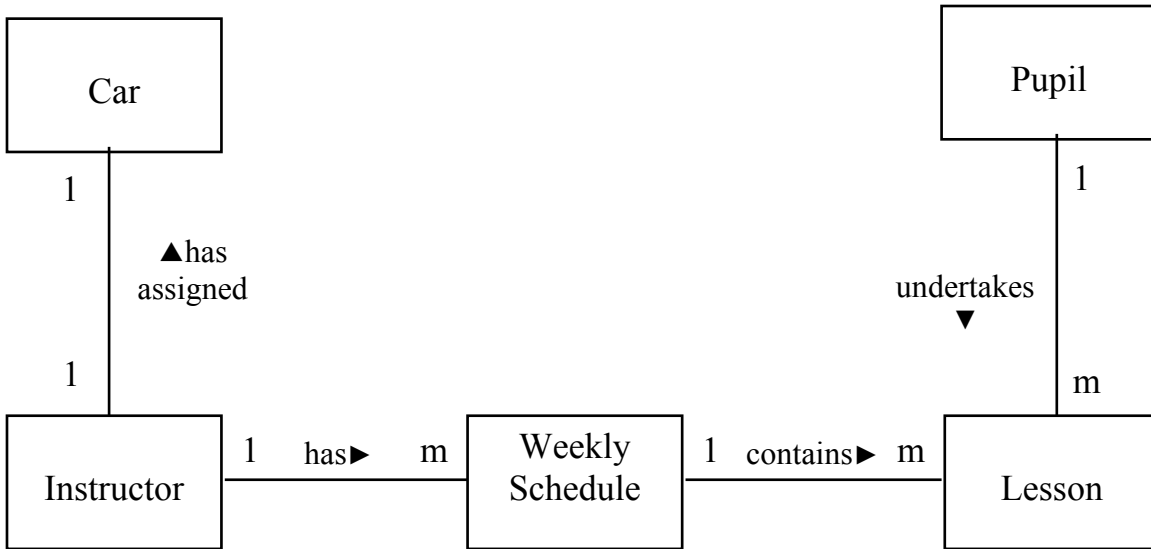 Car
Pupil
1
1
▲has
assigned
undertakes
▼
1
m
Instructor
1 has► m
Weekly
Schedule
1 contains► m
Lesson